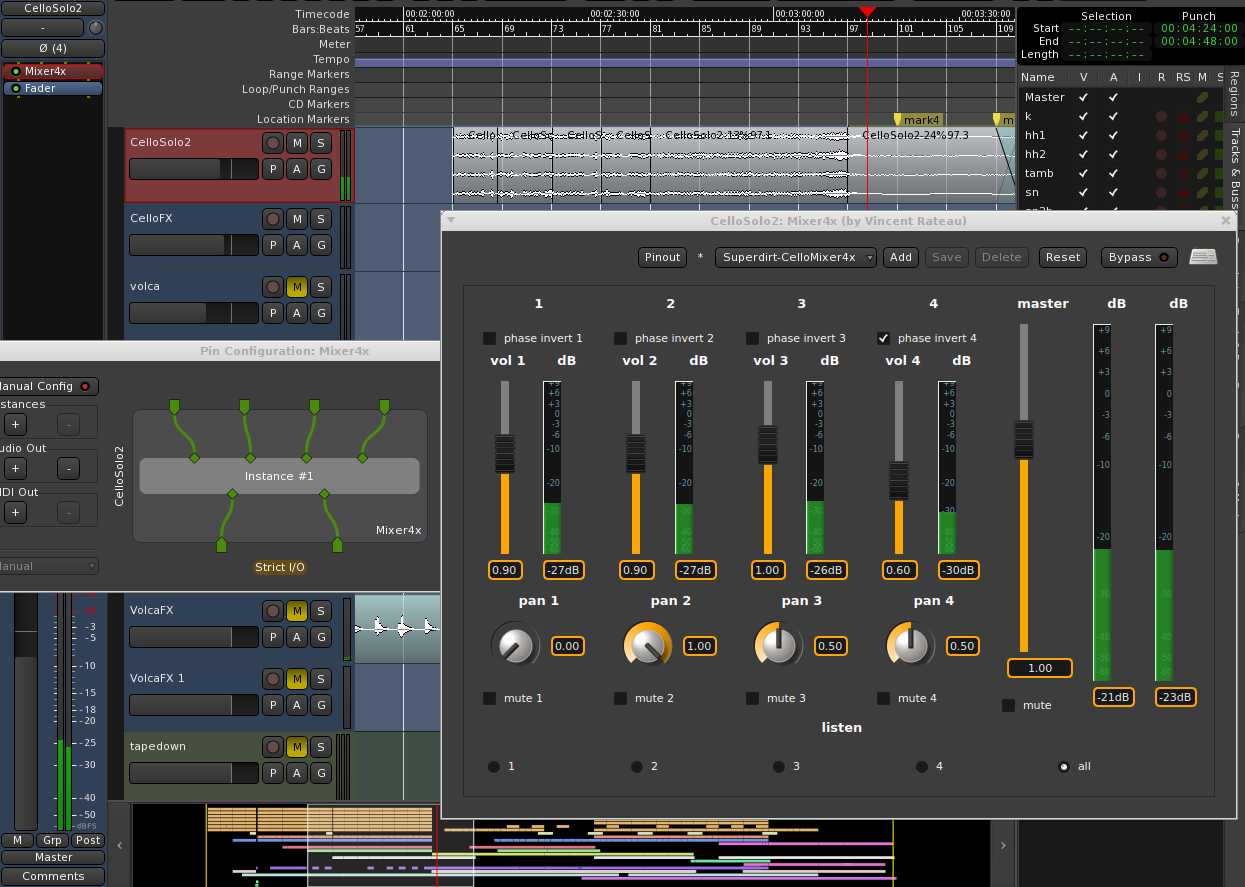 CelloSolo2
-
Ø (4)
Mixer4x
Fader
Timecode
00:02:00:00
00:02:30:00
00:03:00:00
00:03:30:00
Bars:Beats
57 61 65 69 73 77 81 85 89 93 97 101 105 109
Meter
Tempo
Range Markers
Loop/Punch Ranges
CD Markers
Location Markers
mark4
m
Selection Punch
Start --:--:--:-- 00:04:24:00
End --:--:--:-- 00:04:48:00
Length --:--:--:--
Name V A I R RS M S
Master
k
hh1
hh2
tamb
sn
Regions
Tracks & Buss
CelloSolo2
M S
P A G
CelloSolo2-13%97.1
CelloSolo2-24%97.3
CelloFX
M S
P A G
volca
M S
P A G
CelloSolo2: Mixer4x (by Vincent Rateau)
Pinout * Superdirt-CelloMixer4x Add Save Delete Reset Bypass
1 2 3 4 master dB dB
phase invert 1 phase invert 2 phase invert 3 phase invert 4
vol 1 dB vol 2 dB vol 3 dB vol 4 dB
+9
+6
+3
0
-3
-6
-10
-20
-30
-40
0.90 -27dB 0.90 -27dB 1.00 -26dB 0.60 -30dB
pan 1 pan 2 pan 3 pan 4
0.00 1.00 0.50 0.50
1.00
-21dB -23dB
mute 1 mute 2 mute 3 mute 4 mute
listen
1 2 3 4 all
Pin Configuration: Mixer4x
anual Config
stances
+ -
udio Out
+ -
IDI Out
+ -
anual
CelloSolo2
Instance #1
Mixer4x
Strict I/O
-3
-5
-10
-15
-18
-20
-25
-30
-40
-50
dBFS
M Grp Post
Master
Comments
VolcaFX
M S
P A G
VolcaFX 1
M S
P A G
tapedown
M S
P A G